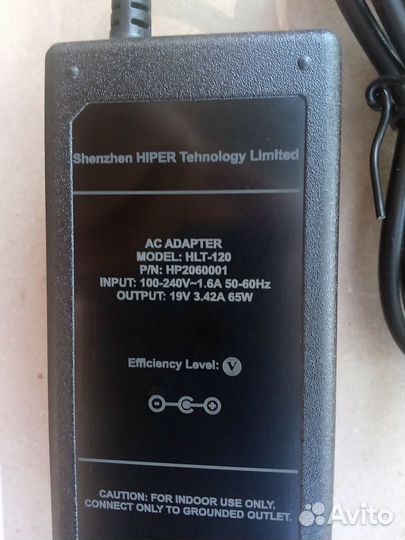 Shenzhen HIPER Tehnology Limited
AC ADAPTER
MODEL: HLT-120
P/N: HP2060001
INPUT: 100-240V~1.6A 50-60Hz
OUTPUT: 19V 3.42A 65W
Efficiency Level: V
CAUTION: FOR INDOOR USE ONLY.
CONNECT ONLY TO GROUNDED OUTLET.
Avito